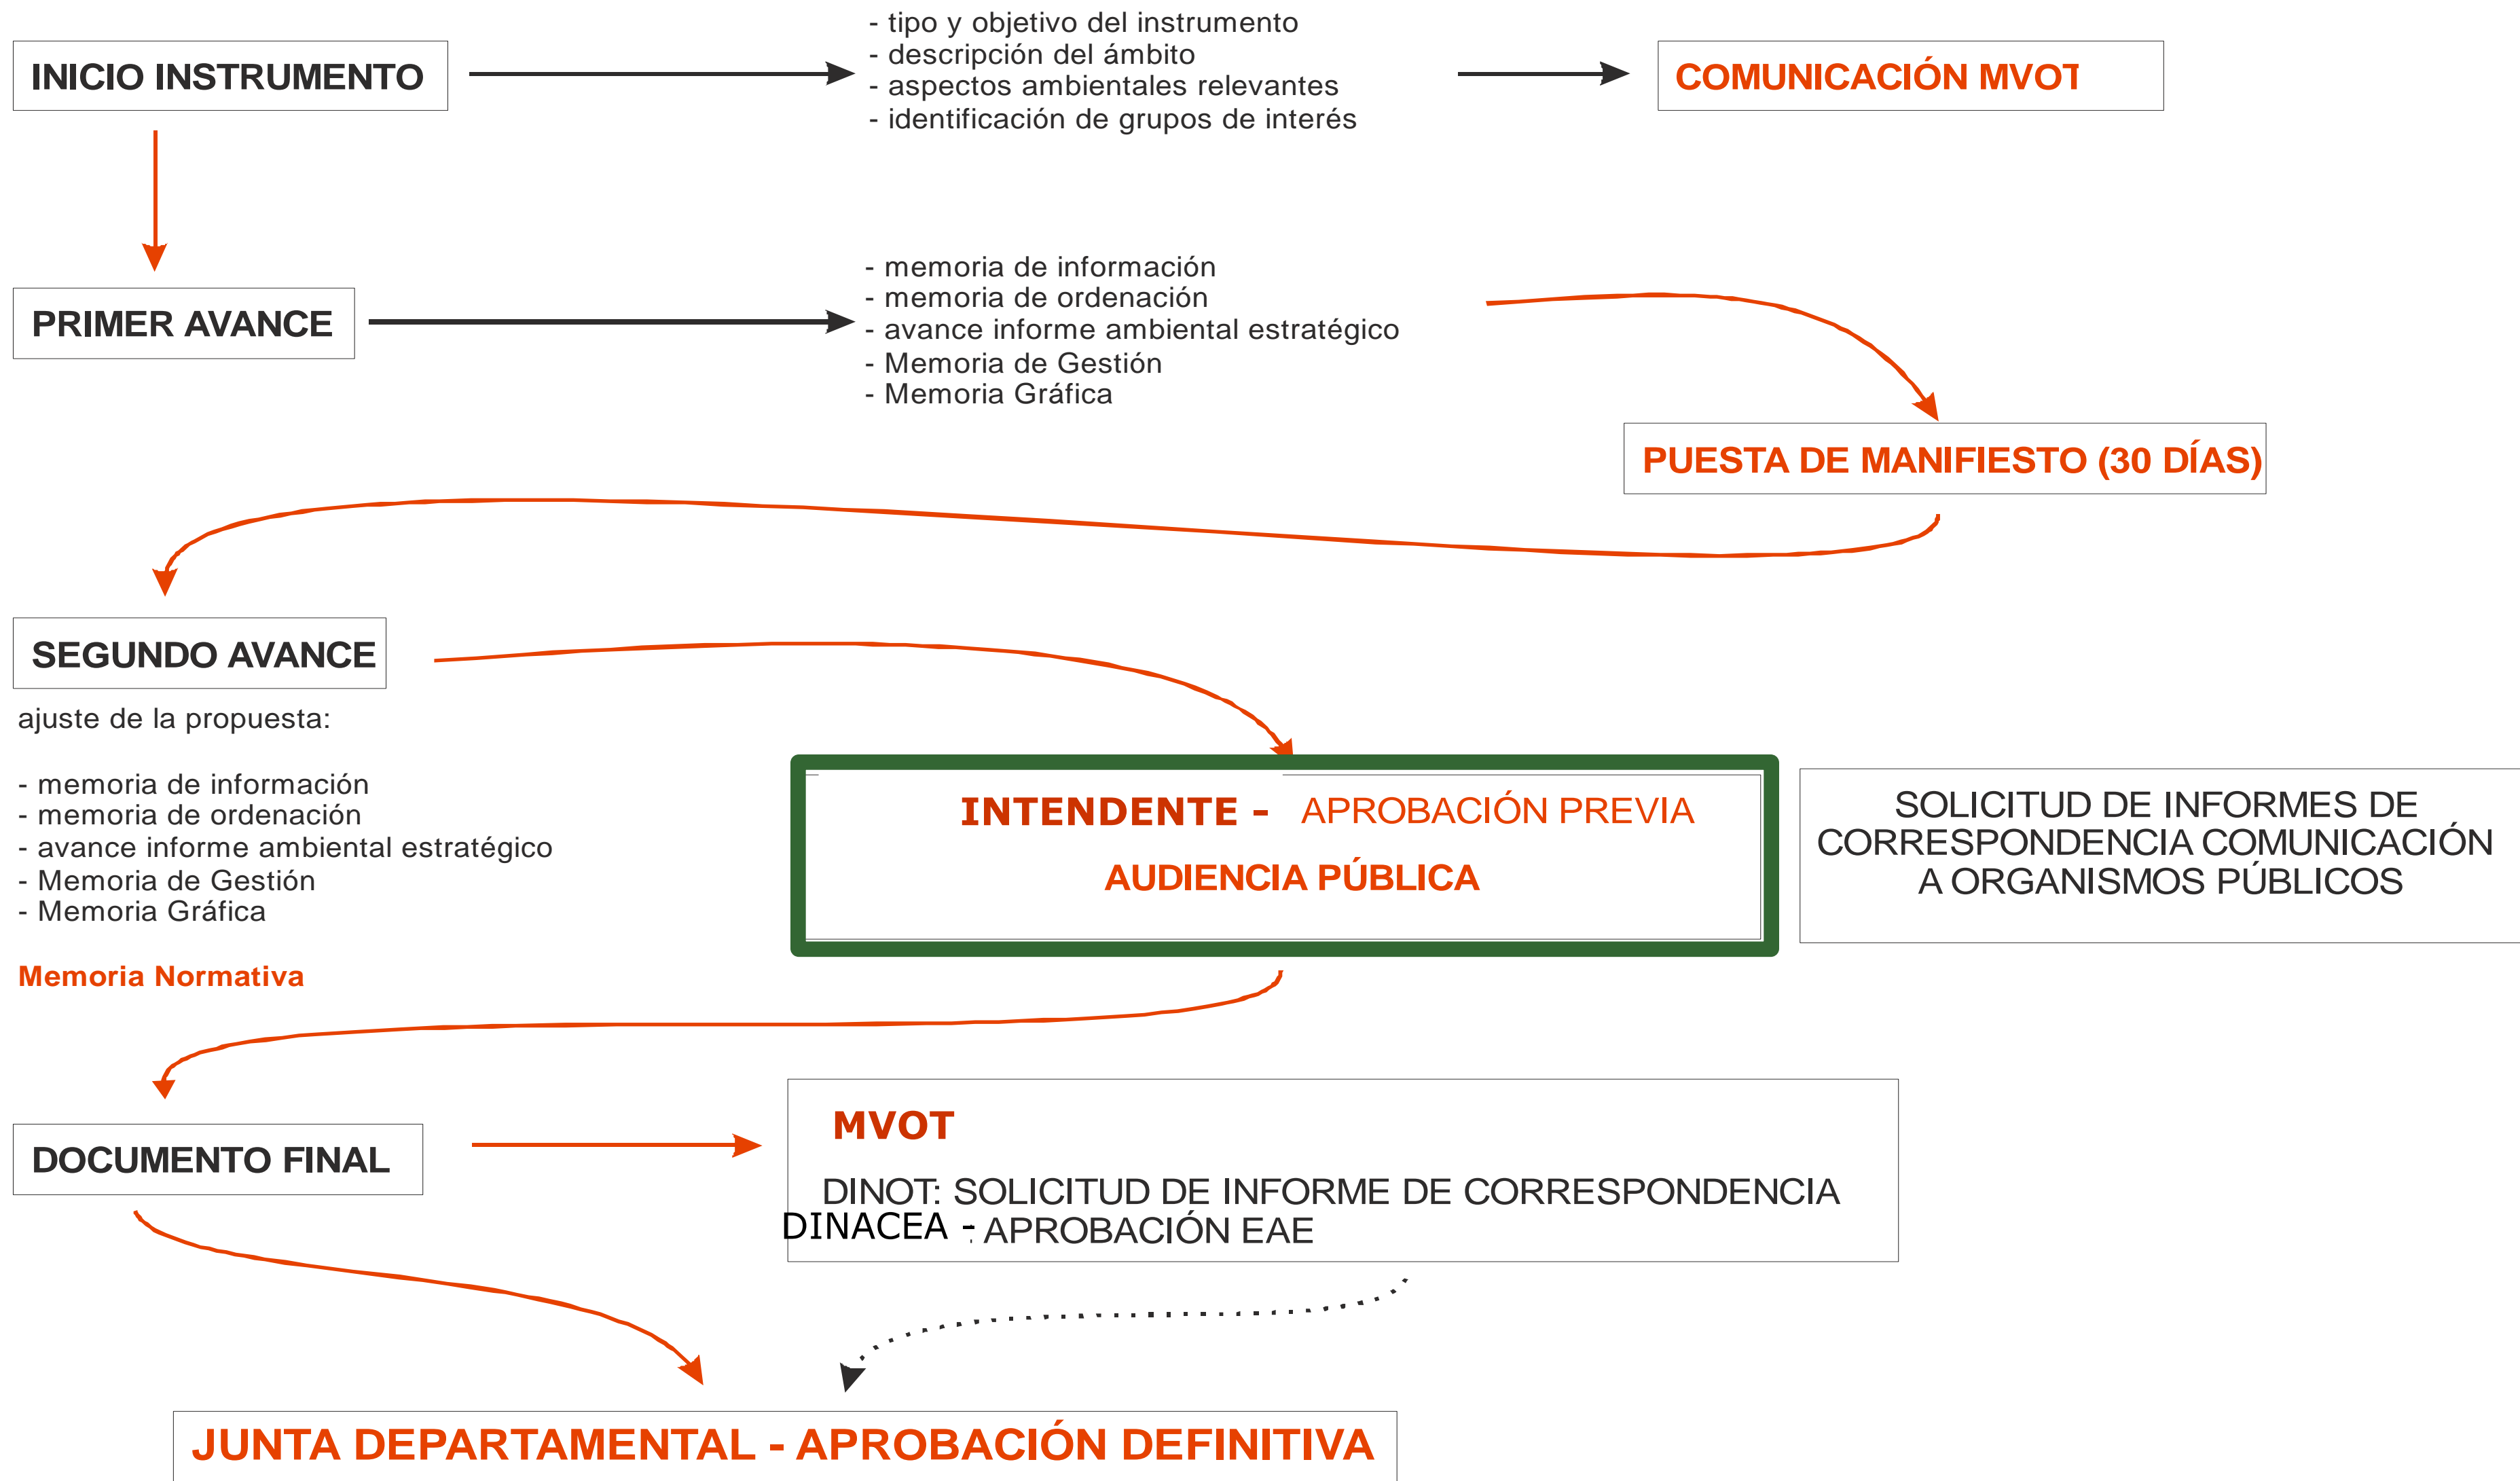 INICIO INSTRUMENTO
- tipo y objetivo del instrumento
- descripción del ámbito
- aspectos ambientales relevantes
- identificación de grupos de interés
COMUNICACIÓN MVOT
PRIMER AVANCE
- memoria de información
- memoria de ordenación
- avance informe ambiental estratégico
- Memoria de Gestión
- Memoria Gráfica
PUESTA DE MANIFIESTO (30 DÍAS)
SEGUNDO AVANCE
ajuste de la propuesta:
- memoria de información
- memoria de ordenación
- avance informe ambiental estratégico
- Memoria de Gestión
- Memoria Gráfica
Memoria Normativa
INTENDENTE - APROBACIÓN PREVIA
AUDIENCIA PÚBLICA
SOLICITUD DE INFORMES DE
CORRESPONDENCIA COMUNICACIÓN
A ORGANISMOS PÚBLICOS
DOCUMENTO FINAL
MVOT
DINOT: SOLICITUD DE INFORME DE CORRESPONDENCIA
DINACEA - : APROBACIÓN EAE
JUNTA DEPARTAMENTAL - APROBACIÓN DEFINITIVA